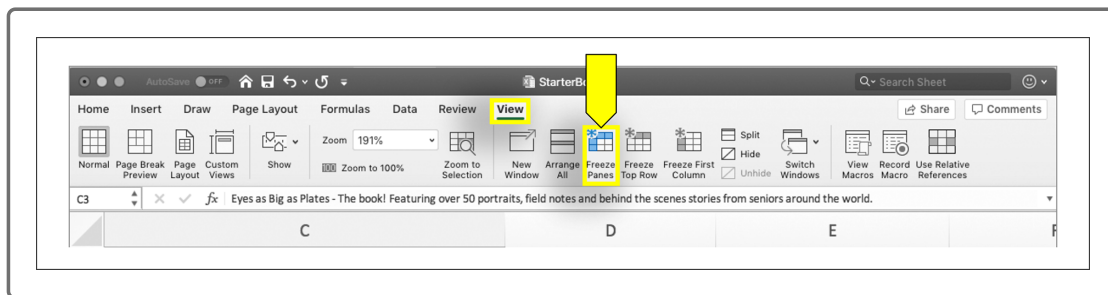 AutoSave OFF StarterBo Search Sheet
Home Insert Draw Page Layout Formulas Data Review View Share Comments
Zoom 191% Split
Hide
Unhide
Zoom to 100%
Normal Page Break Preview Page Layout Custom Views Show Zoom to Selection New Window Arrange All Freeze Panes Freeze Top Row Freeze First Column Switch Windows View Macros Record Macro Use Relative References
C3 fx Eyes as Big as Plates - The book! Featuring over 50 portraits, field notes and behind the scenes stories from seniors around the world.
C D E